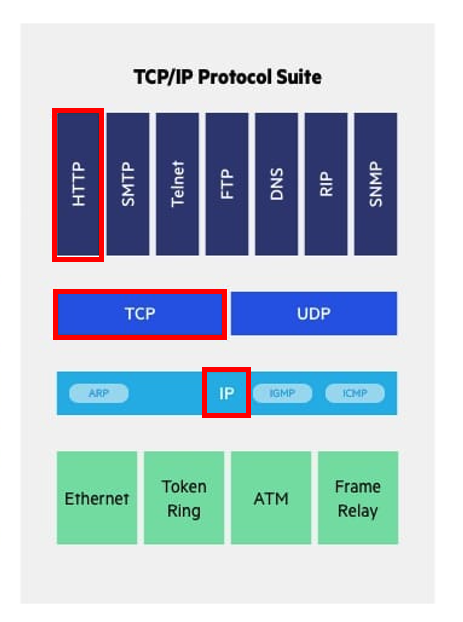 TCP/IP Protocol Suite
HTTP
SMTP
Telnet
FTP
DNS
RIP
SNMP
TCP
UDP
ARP
IP
IGMP
ICMP
Ethernet
Token
Ring
ATM
Frame
Relay